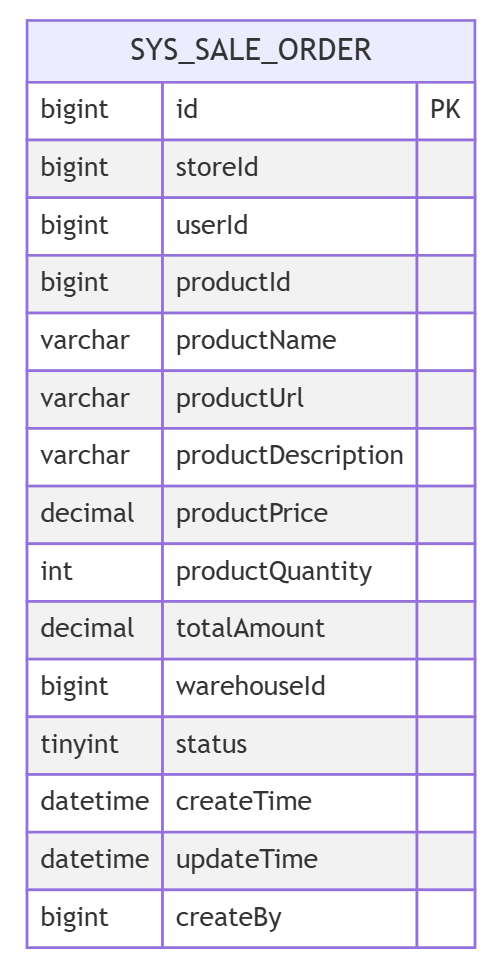 SYS_SALE_ORDER
bigint id PK
bigint storeId
bigint userId
bigint productId
varchar productName
varchar productUrl
varchar productDescription
decimal productPrice
int productQuantity
decimal totalAmount
bigint warehouseId
tinyint status
datetime createTime
datetime updateTime
bigint createBy